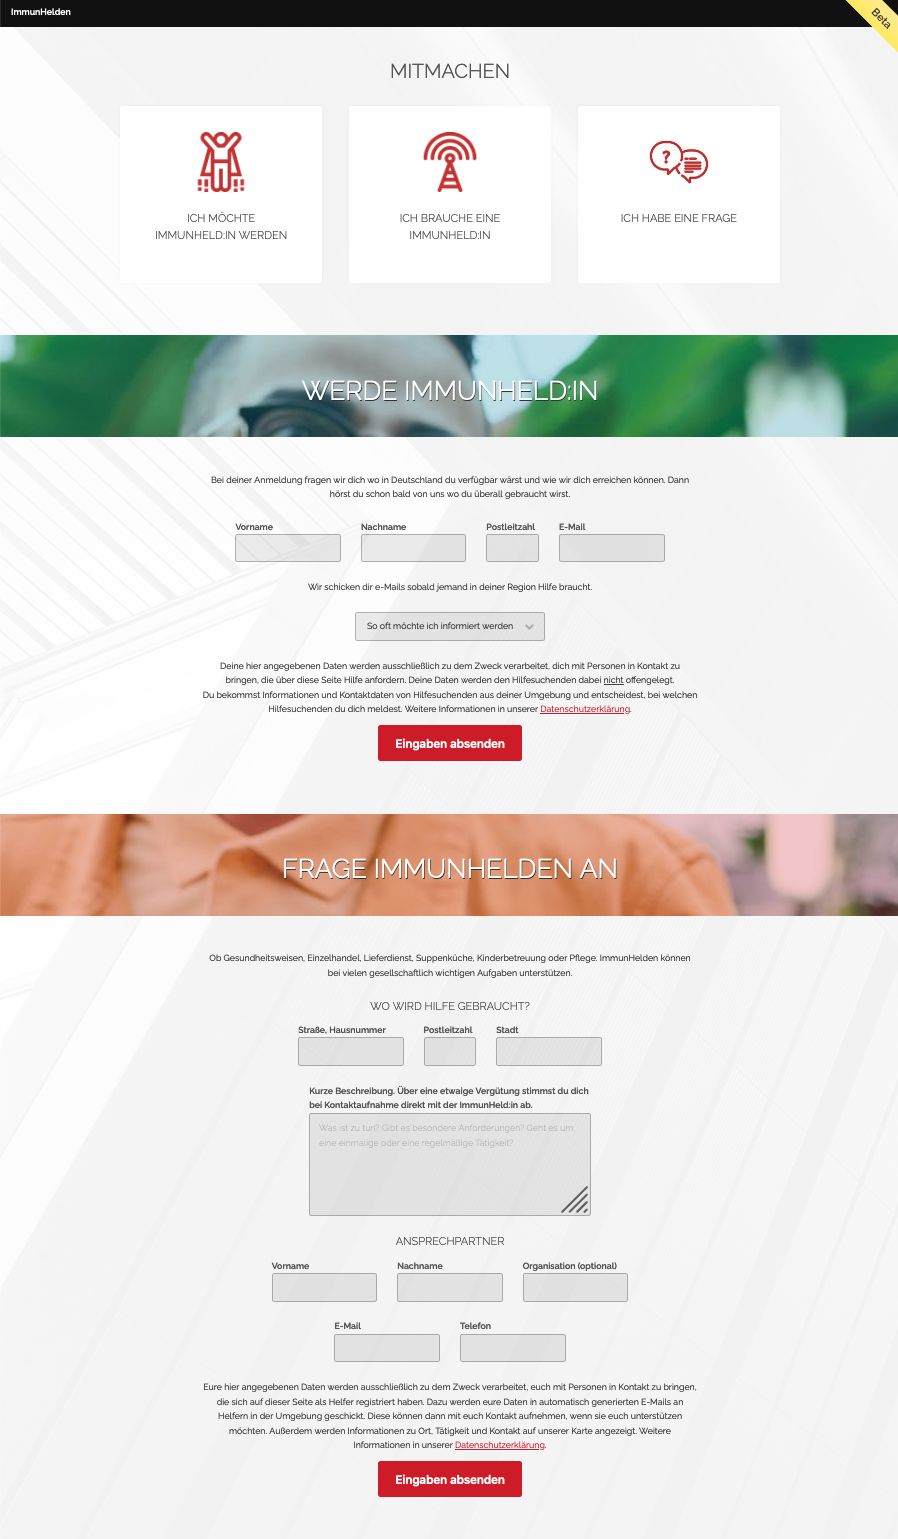 ImmunHelden
Beta
MITMACHEN
ICH MÖCHTE
IMMUNHELD:IN WERDEN
ICH BRAUCHE EINE
IMMUNHELD:IN
ICH HABE EINE FRAGE
WERDE IMMUNHELD:IN
Bei deiner Anmeldung fragen wir dich wo in Deutschland du verfügbar wärst und wie wir dich erreichen können. Dann
hörst du schon bald von uns wo du überall gebraucht wirst.
Vorname Nachname Postleitzahl E-Mail
Wir schicken dir e-Mails sobald jemand in deiner Region Hilfe braucht.
So oft möchte ich informiert werden
Deine hier angegebenen Daten werden ausschließlich zu dem Zweck verarbeitet, dich mit Personen in Kontakt zu
bringen, die über diese Seite Hilfe anfordern. Deine Daten werden den Hilfesuchenden dabei nicht offengelegt.
Du bekommst Informationen und Kontaktdaten von Hilfesuchenden aus deiner Umgebung und entscheidest, bei welchen
Hilfesuchenden du dich meldest. Weitere Informationen in unserer Datenschutzerklärung.
Eingaben absenden
FRAGE IMMUNHELDEN AN
Ob Gesundheitsweisen, Einzelhandel, Lieferdienst, Suppenküche, Kinderbetreuung oder Pflege. ImmunHelden können
bei vielen gesellschaftlich wichtigen Aufgaben unterstützen.
WO WIRD HILFE GEBRAUCHT?
Straße, Hausnummer Postleitzahl Stadt
Kurze Beschreibung. Über eine etwaige Vergütung stimmst du dich
bei Kontaktaufnahme direkt mit der ImmunHeld:in ab.
Was ist zu tun? Gibt es besondere Anforderungen? Geht es um
eine einmalige oder eine regelmäßige Tätigkeit?
ANSPRECHPARTNER
Vorname Nachname Organisation (optional)
E-Mail Telefon
Eure hier angegebenen Daten werden ausschließlich zu dem Zweck verarbeitet, euch mit Personen in Kontakt zu bringen,
die sich auf dieser Seite als Helfer registriert haben. Dazu werden eure Daten in automatisch generierten E-Mails an
Helfern in der Umgebung geschickt. Diese können dann mit euch Kontakt aufnehmen, wenn sie euch unterstützen
möchten. Außerdem werden Informationen zu Ort, Tätigkeit und Kontakt auf unserer Karte angezeigt. Weitere
Informationen in unserer Datenschutzerklärung.
Eingaben absenden